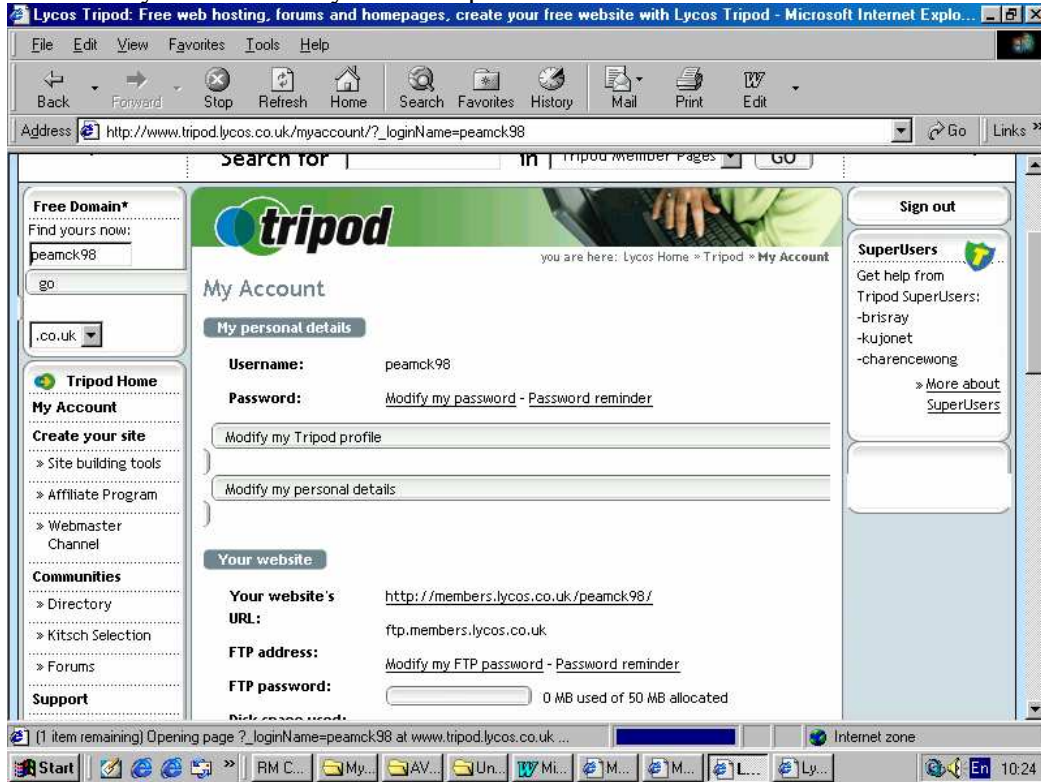 Lycos Tripod: Free web hosting, forums and homepages, create your free website with Lycos Tripod - Microsoft Internet Explo...
File Edit View Favorites Tools Help
Back Forward Stop Refresh Home Search Favorites History Mail Print Edit
Address http://www.tripod.lycos.co.uk/myaccount/?_loginName=peamck98 Go Links »
Search for in Tripod Member Pages GO
Free Domain*
Find yours now:
peamck98
go
.co.uk
Tripod Home
My Account
Create your site
» Site building tools
» Affiliate Program
» Webmaster
Channel
Communities
» Directory
» Kitsch Selection
» Forums
Support
tripod
you are here: Lycos Home » Tripod » My Account
My Account
My personal details
Username: peamck98
Password: Modify my password - Password reminder
Modify my Tripod profile
Modify my personal details
Your website
Your website's http://members.lycos.co.uk/peamck98/
URL:
ftp.members.lycos.co.uk
FTP address:
Modify my FTP password - Password reminder
FTP password:
0 MB used of 50 MB allocated
Disk space used:
Sign out
SuperUsers
Get help from
Tripod SuperUsers:
-brisray
-kujonet
-charencewong
» More about
SuperUsers
(1 item remaining) Opening page ?_loginName=peamck98 at www.tripod.lycos.co.uk ... Internet zone
Start » RM C... My... AV... Un... Mi... M... M... L... Ly... En 10:24